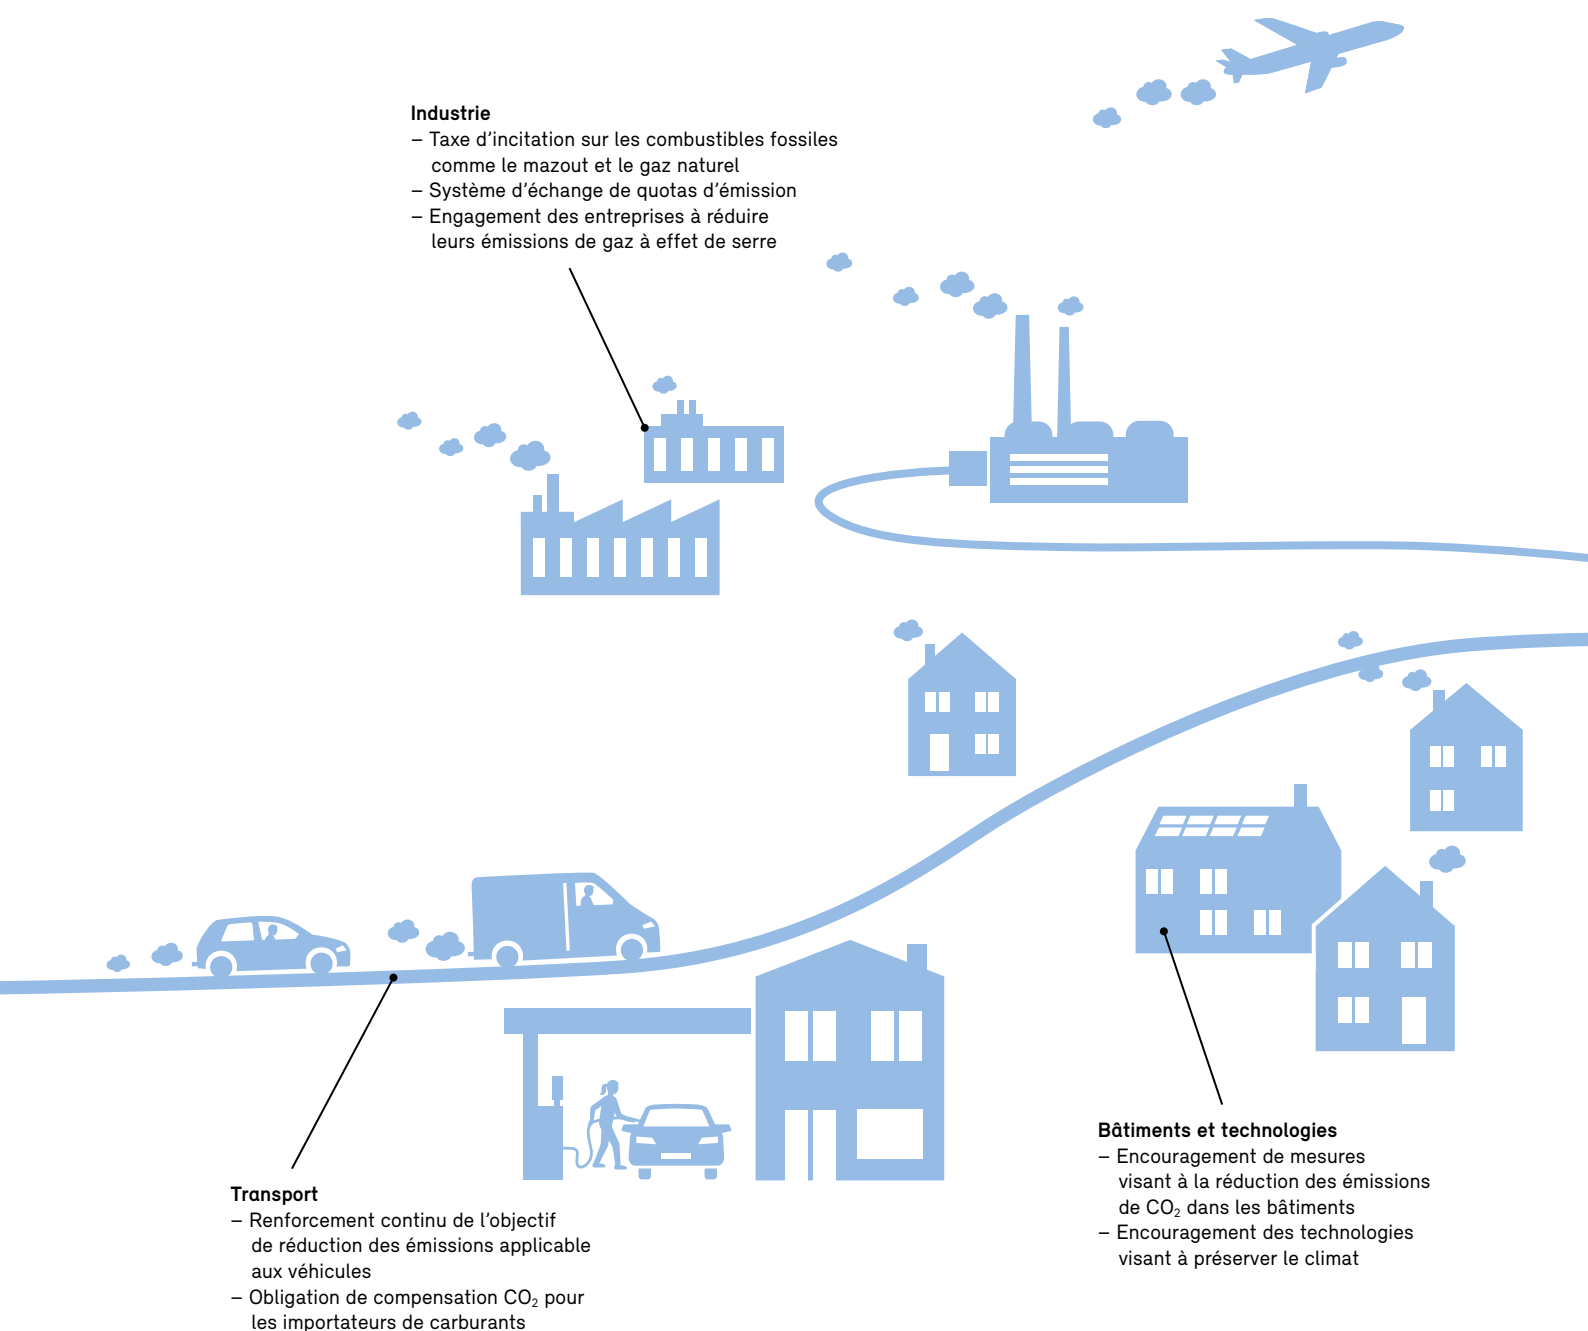 Industrie
– Taxe d’incitation sur les combustibles fossiles
comme le mazout et le gaz naturel
– Système d’échange de quotas d’émission
– Engagement des entreprises à réduire
leurs émissions de gaz à effet de serre
Bâtiments et technologies
– Encouragement de mesures
visant à la réduction des émissions
de CO₂ dans les bâtiments
– Encouragement des technologies
visant à préserver le climat
Transport
– Renforcement continu de l’objectif
de réduction des émissions applicable
aux véhicules
– Obligation de compensation CO₂ pour
les importateurs de carburants